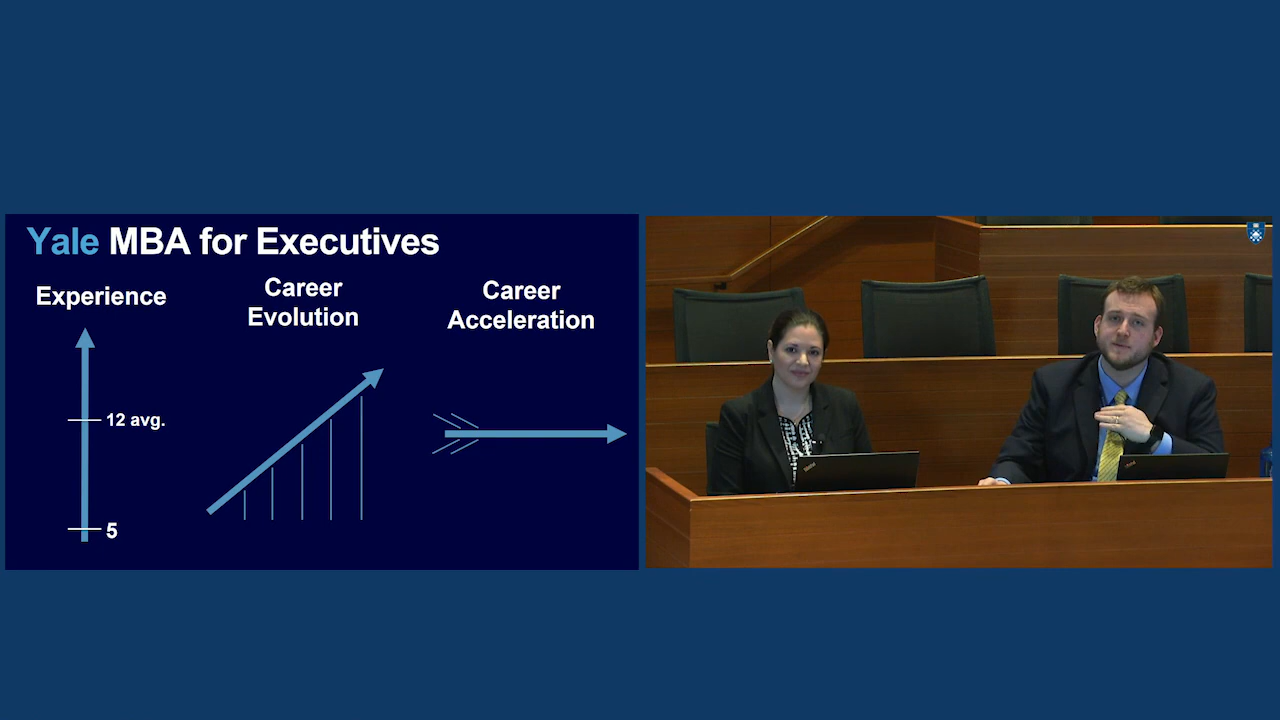 Yale MBA for Executives
Experience
Career
Evolution
Career
Acceleration
12 avg.
5